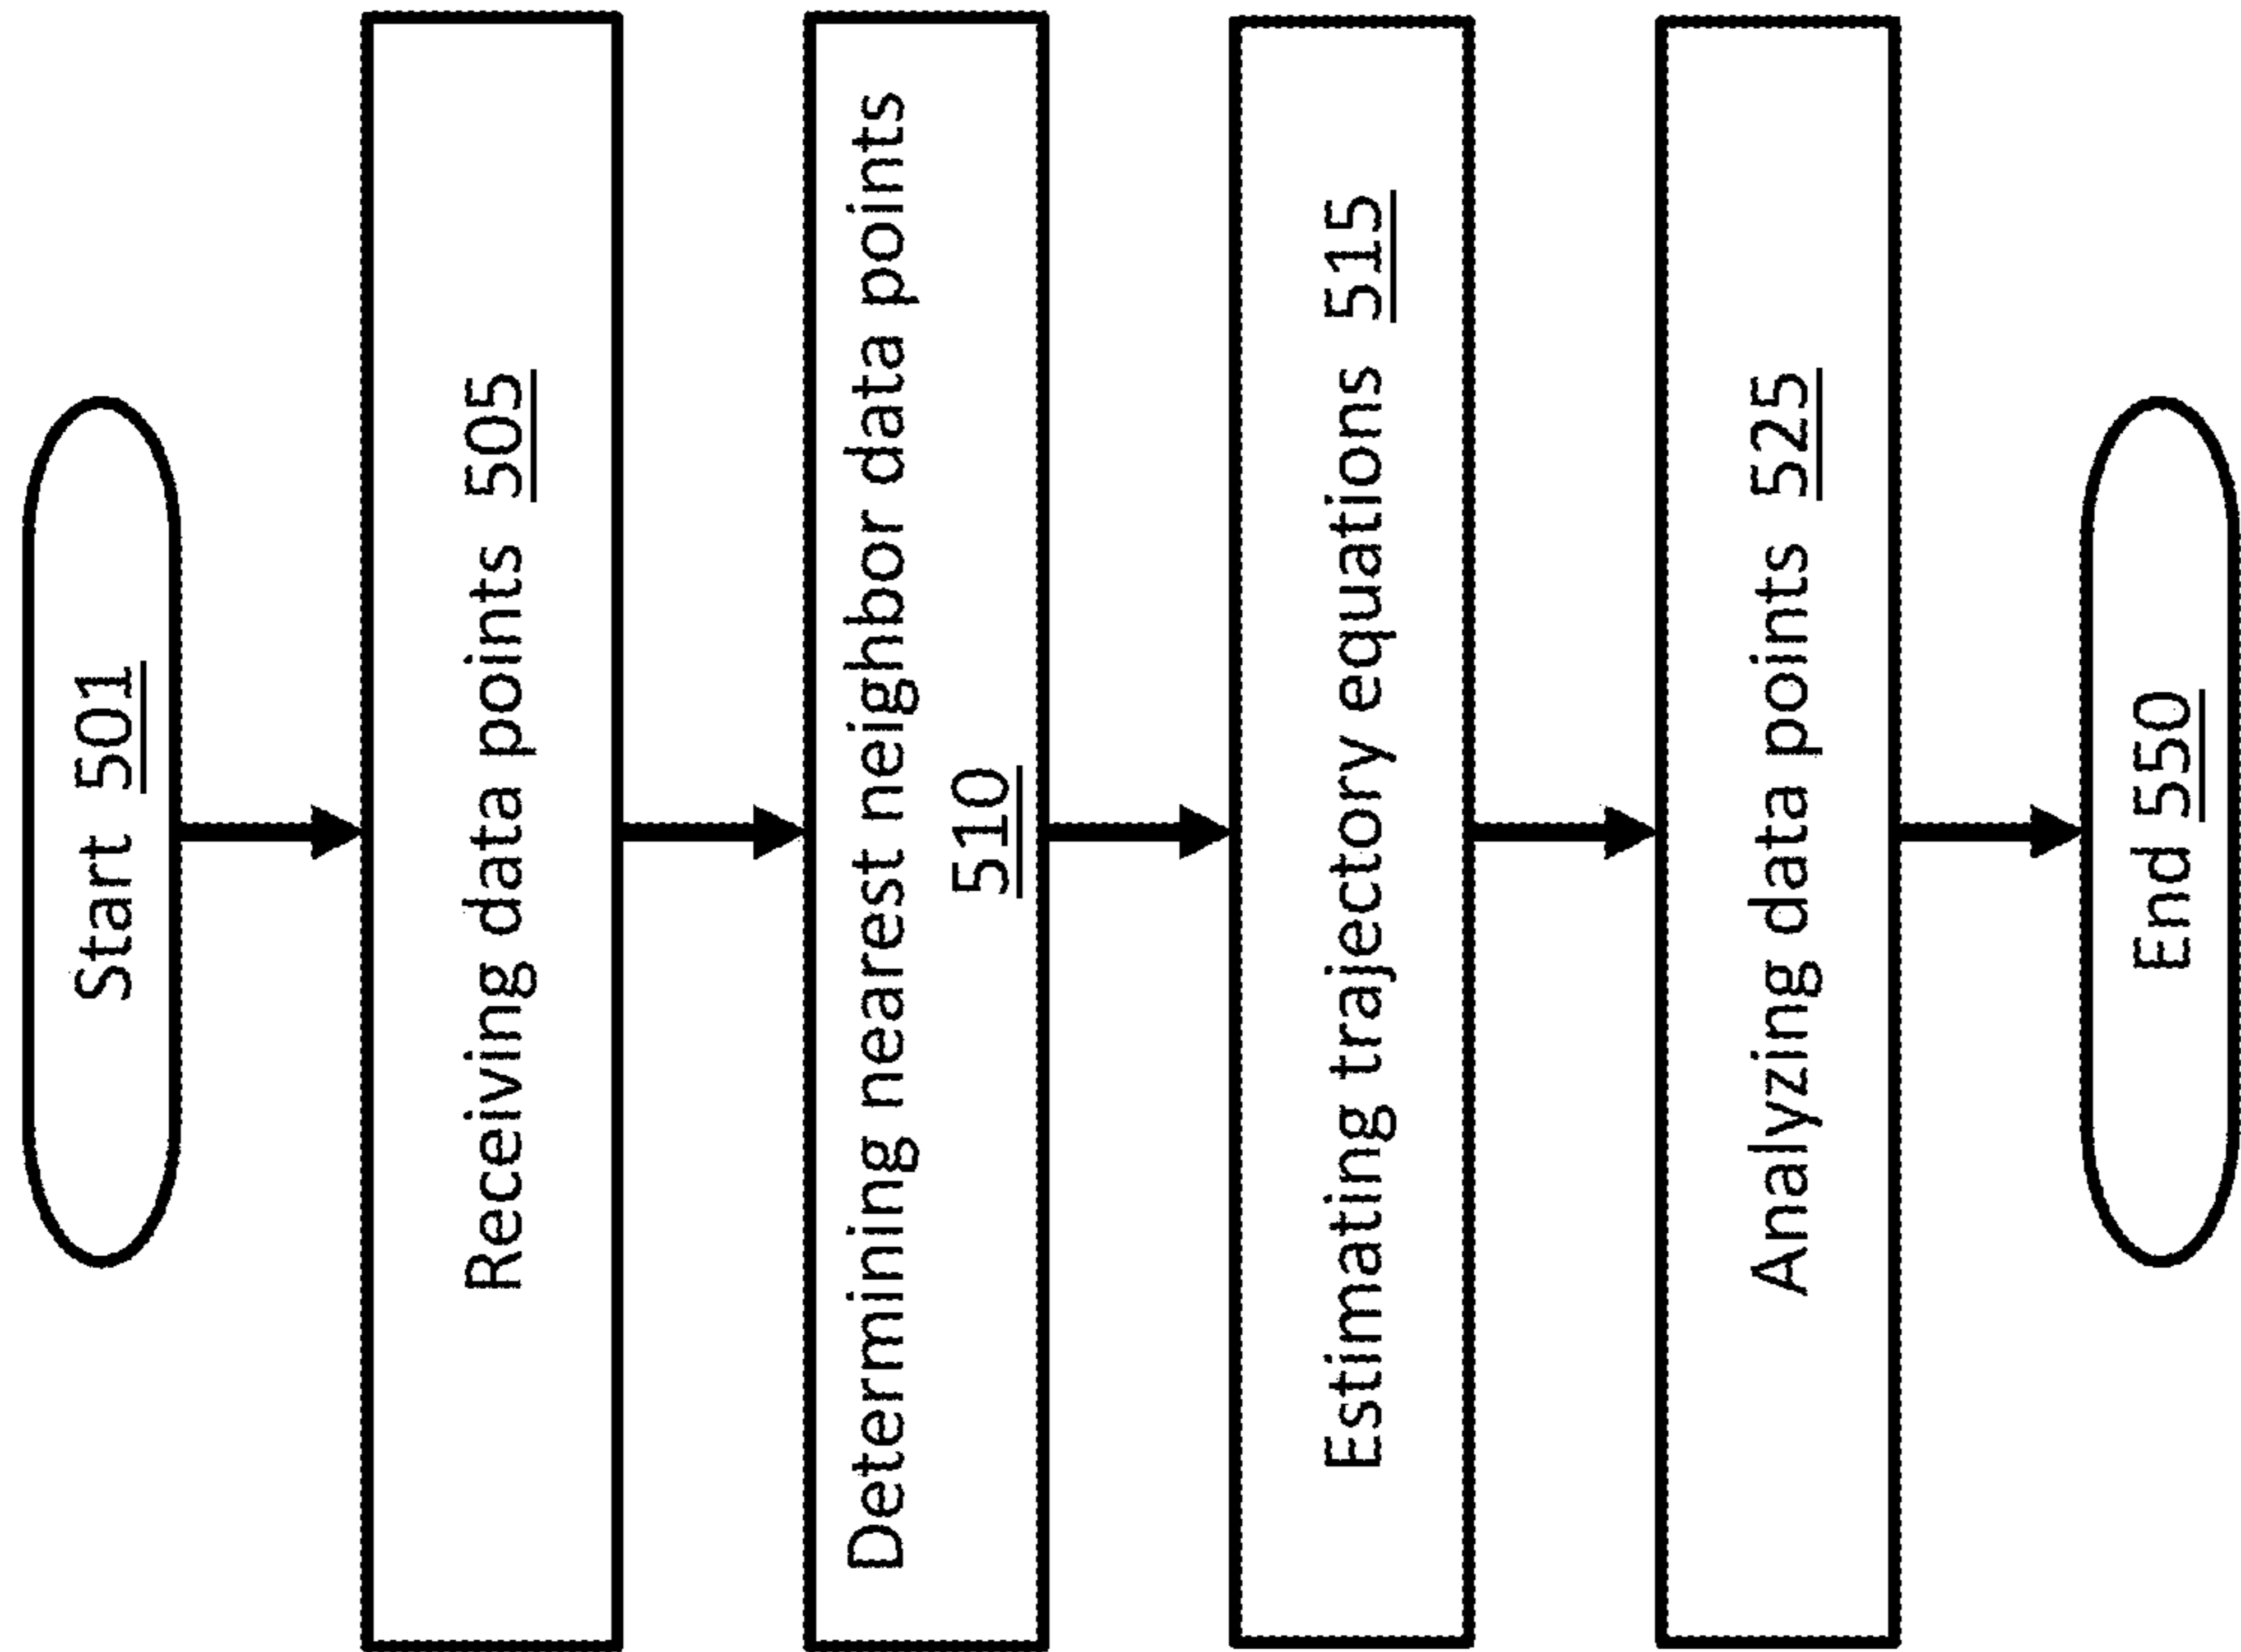 Start 501
Receiving data points 505
Determining nearest neighbor data points
510
Estimating trajectory equations 515
Analyzing data points 525
End 550